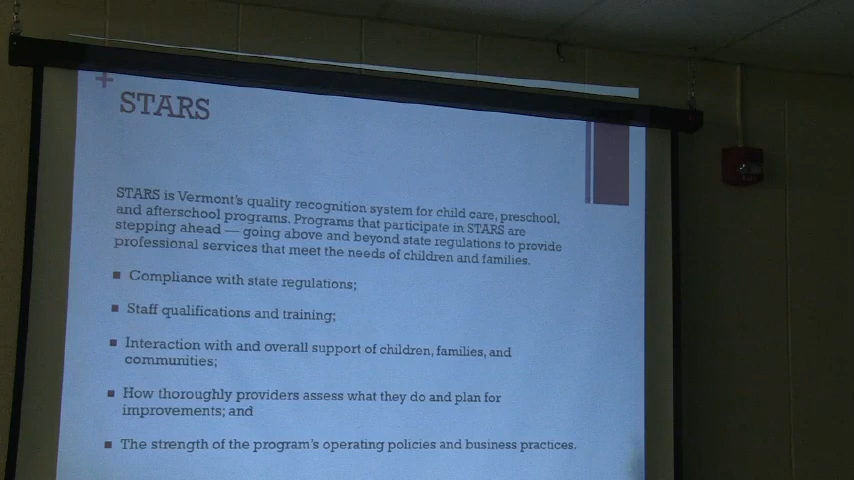 STARS
STARS is Vermont's quality recognition system for child care, preschool,
and afterschool programs. Programs that participate in STARS are
stepping ahead — going above and beyond state regulations to provide
professional services that meet the needs of children and families.
Compliance with state regulations;
Staff qualifications and training;
Interaction with and overall support of children, families, and
communities;
How thoroughly providers assess what they do and plan for
improvements; and
The strength of the program's operating policies and business practices.